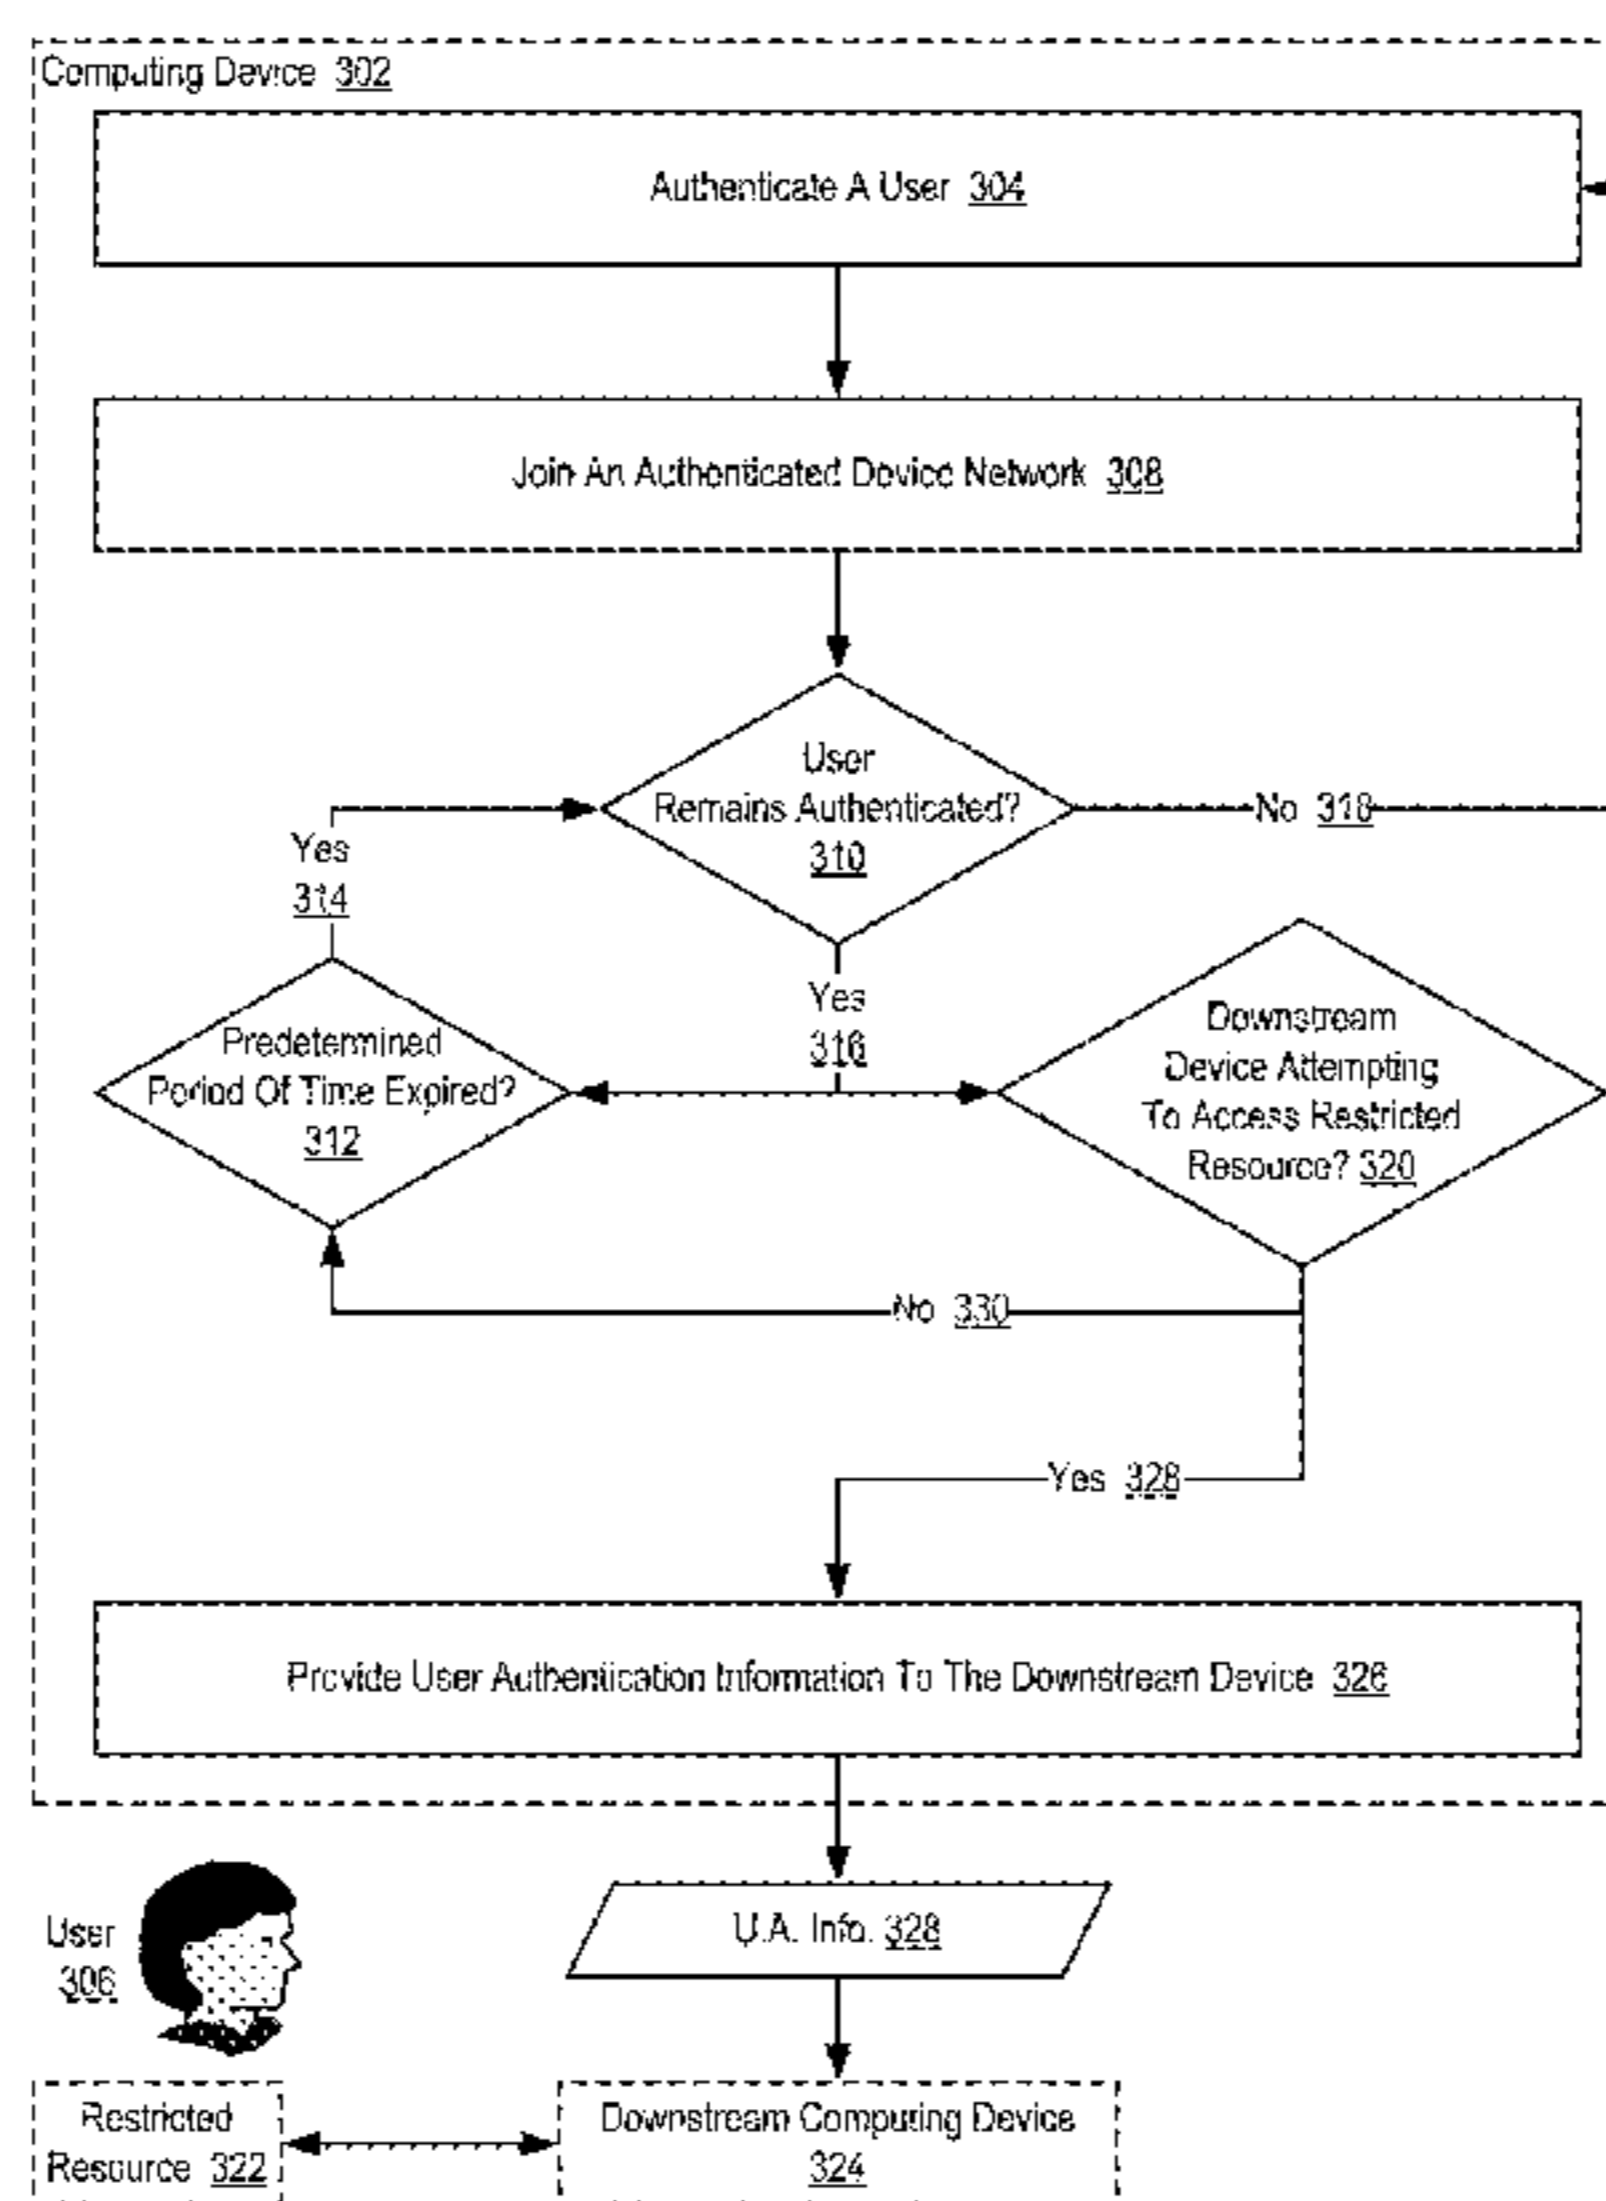 Computing Device 302
Authenticate A User 304
Join An Authenticated Device Network 308
User
Remains Authenticated?
310
No 318
Yes
314
Yes
316
Predetermined
Period Of Time Expired?
312
Downstream
Device Attempting
To Access Restricted
Resource? 320
No 330
Yes 328
Provide User Authentication Information To The Downstream Device 326
User
306
U.A. Info. 328
Restricted
Resource 322
Downstream Computing Device
324